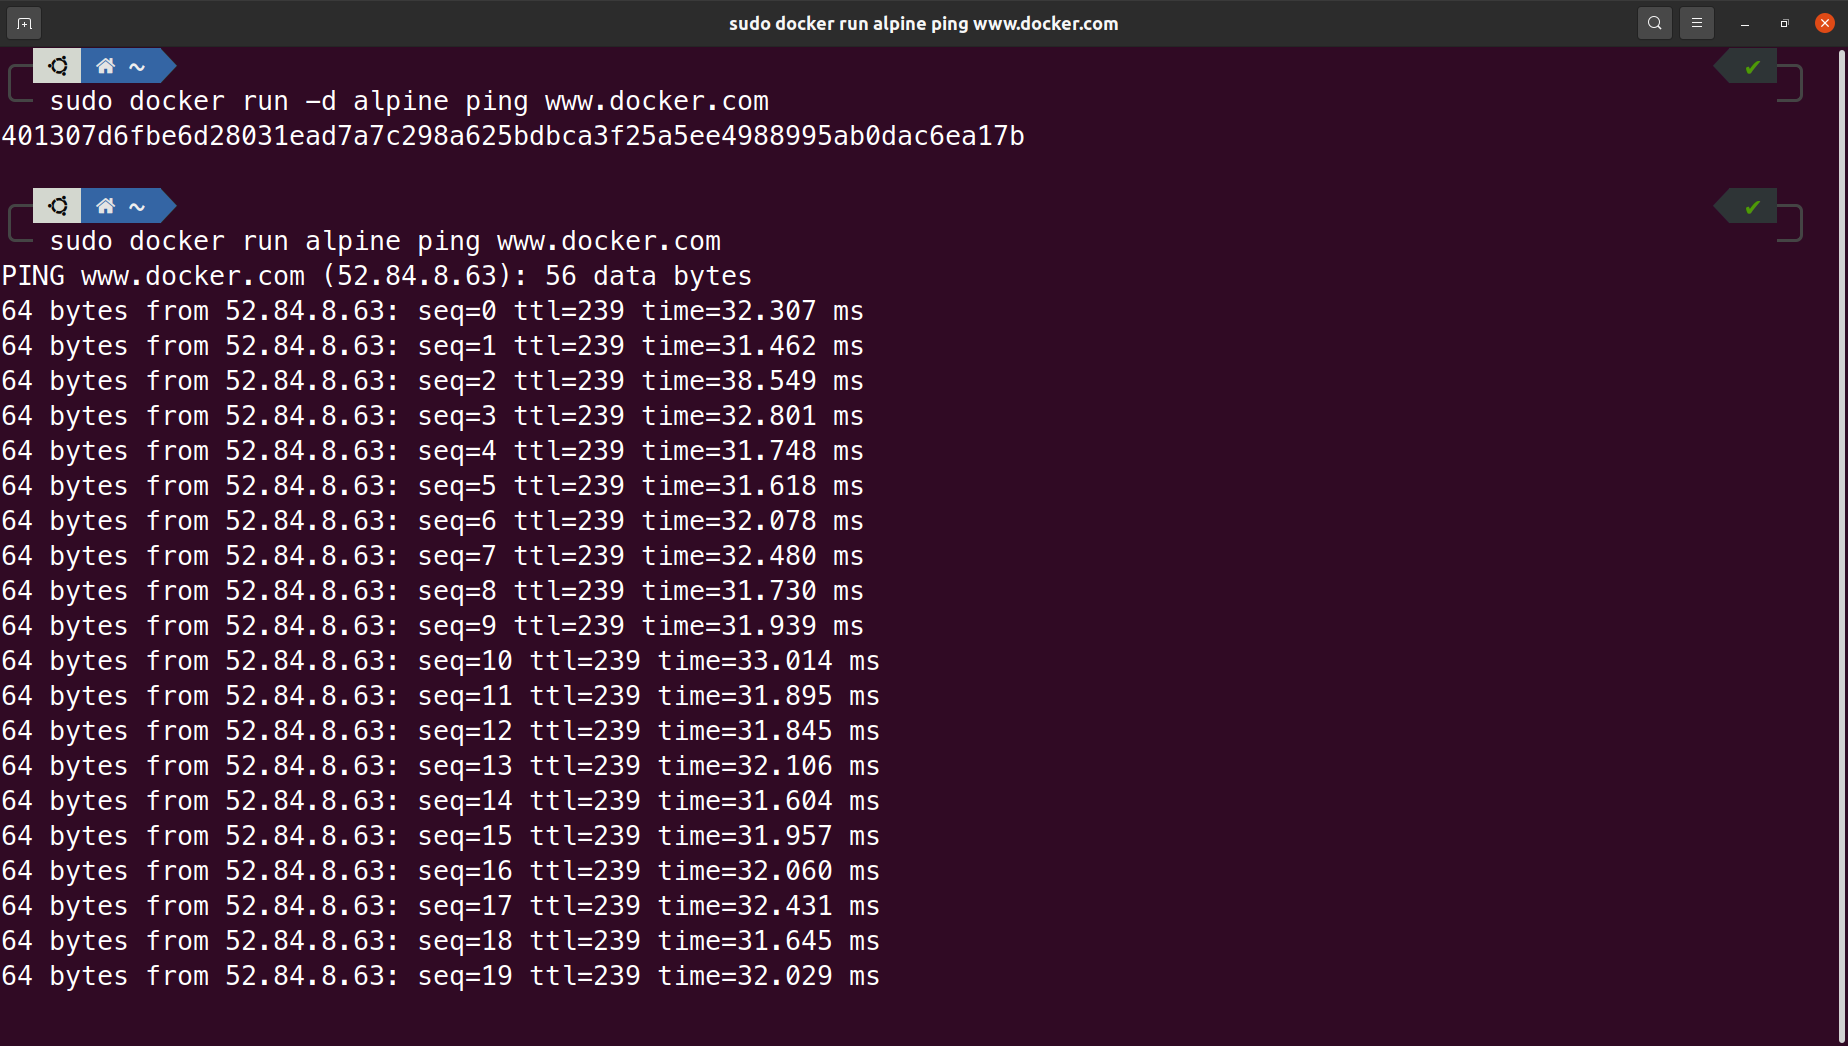 sudo docker run alpine ping www.docker.com
~
sudo docker run -d alpine ping www.docker.com
401307d6fbe6d28031ead7a7c298a625bdbca3f25a5ee4988995ab0dac6ea17b
~
sudo docker run alpine ping www.docker.com
PING www.docker.com (52.84.8.63): 56 data bytes
64 bytes from 52.84.8.63: seq=0 ttl=239 time=32.307 ms
64 bytes from 52.84.8.63: seq=1 ttl=239 time=31.462 ms
64 bytes from 52.84.8.63: seq=2 ttl=239 time=38.549 ms
64 bytes from 52.84.8.63: seq=3 ttl=239 time=32.801 ms
64 bytes from 52.84.8.63: seq=4 ttl=239 time=31.748 ms
64 bytes from 52.84.8.63: seq=5 ttl=239 time=31.618 ms
64 bytes from 52.84.8.63: seq=6 ttl=239 time=32.078 ms
64 bytes from 52.84.8.63: seq=7 ttl=239 time=32.480 ms
64 bytes from 52.84.8.63: seq=8 ttl=239 time=31.730 ms
64 bytes from 52.84.8.63: seq=9 ttl=239 time=31.939 ms
64 bytes from 52.84.8.63: seq=10 ttl=239 time=33.014 ms
64 bytes from 52.84.8.63: seq=11 ttl=239 time=31.895 ms
64 bytes from 52.84.8.63: seq=12 ttl=239 time=31.845 ms
64 bytes from 52.84.8.63: seq=13 ttl=239 time=32.106 ms
64 bytes from 52.84.8.63: seq=14 ttl=239 time=31.604 ms
64 bytes from 52.84.8.63: seq=15 ttl=239 time=31.957 ms
64 bytes from 52.84.8.63: seq=16 ttl=239 time=32.060 ms
64 bytes from 52.84.8.63: seq=17 ttl=239 time=32.431 ms
64 bytes from 52.84.8.63: seq=18 ttl=239 time=31.645 ms
64 bytes from 52.84.8.63: seq=19 ttl=239 time=32.029 ms